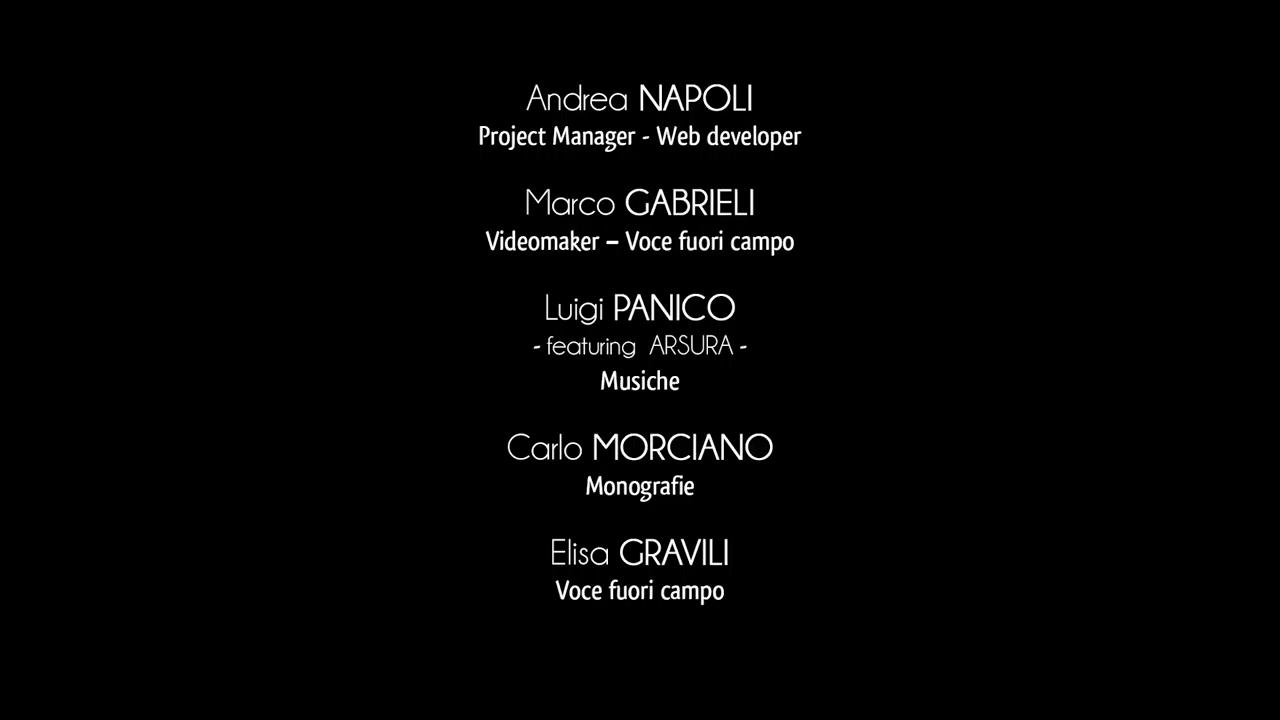 Andrea NAPOLI
Project Manager - Web developer
Marco GABRIELI
Videomaker – Voce fuori campo
Luigi PANICO
- featuring ARSURA -
Musiche
Carlo MORCIANO
Monografie
Elisa GRAVILI
Voce fuori campo